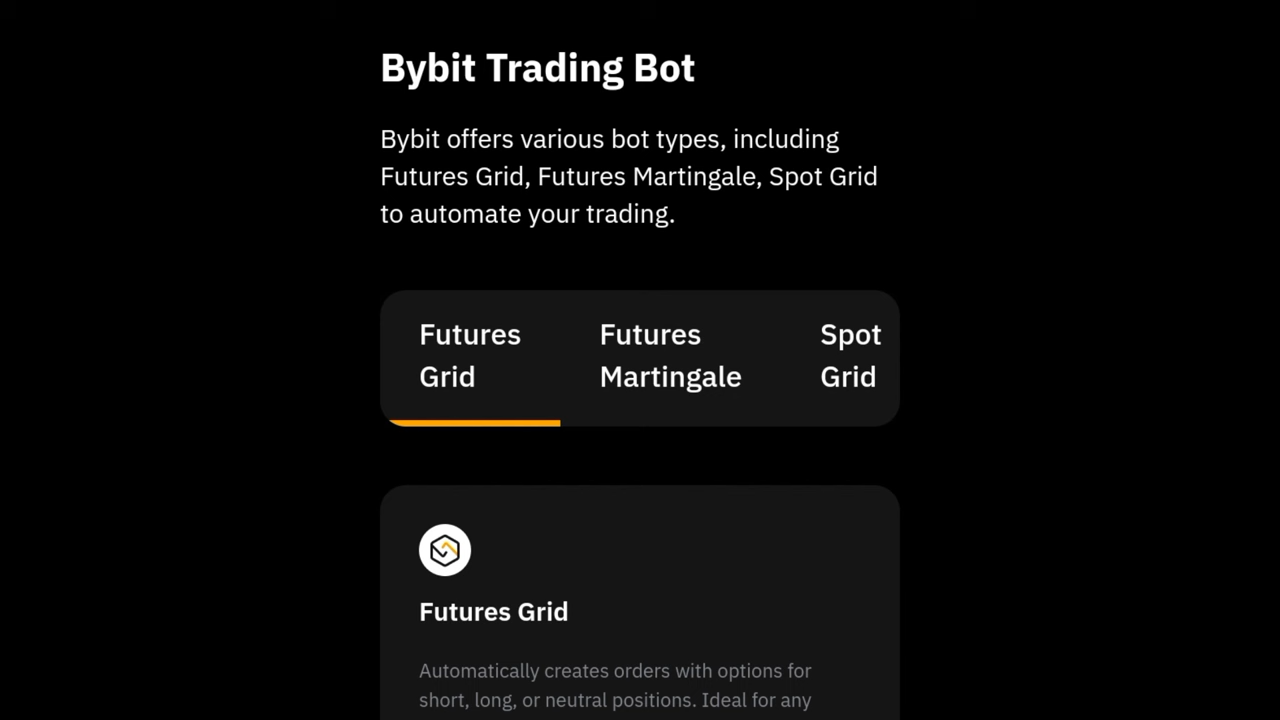 Bybit Trading Bot
Bybit offers various bot types, including
Futures Grid, Futures Martingale, Spot Grid
to automate your trading.
Futures
Grid
Futures
Martingale
Spot
Grid
Futures Grid
Automatically creates orders with options for
short, long, or neutral positions. Ideal for any